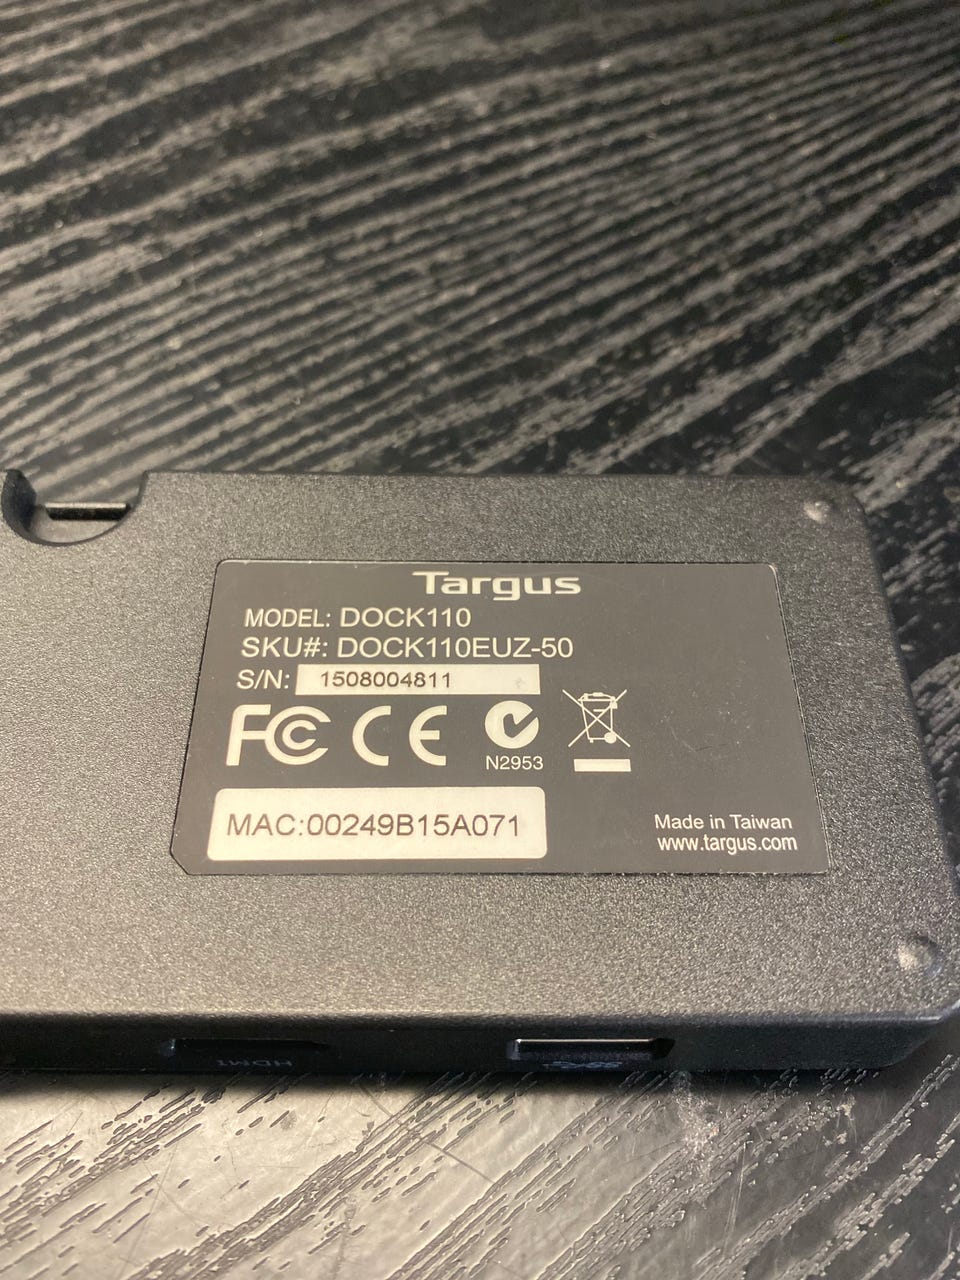 Targus
MODEL: DOCK110
SKU#: DOCK110EUZ-50
S/N: 1508004811
FC CE
N2953
MAC:00249B15A071
Made in Taiwan
www.targus.com
HDMI